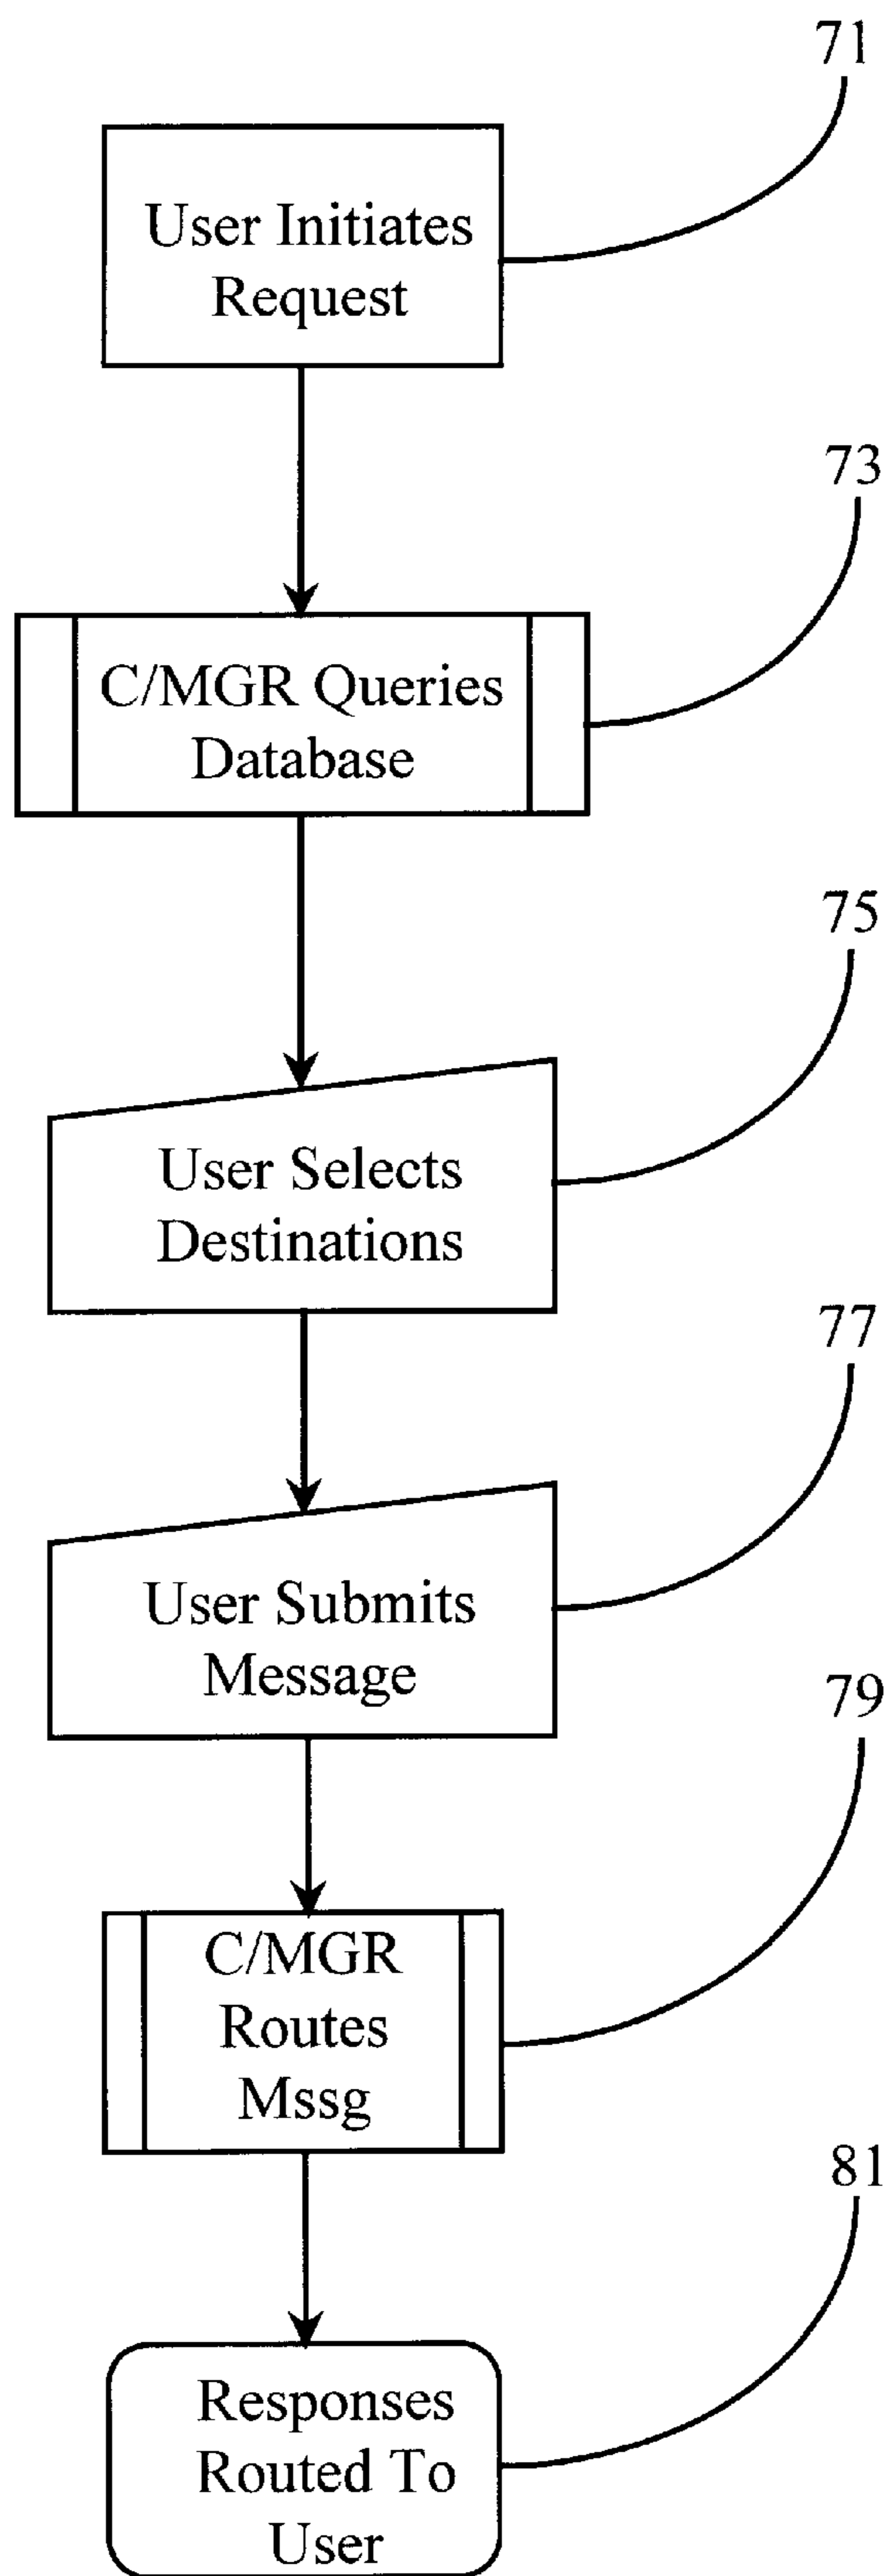 71
User Initiates
Request
73
C/MGR Queries
Database
75
User Selects
Destinations
77
User Submits
Message
79
C/MGR
Routes
Mssg
81
Responses
Routed To
User